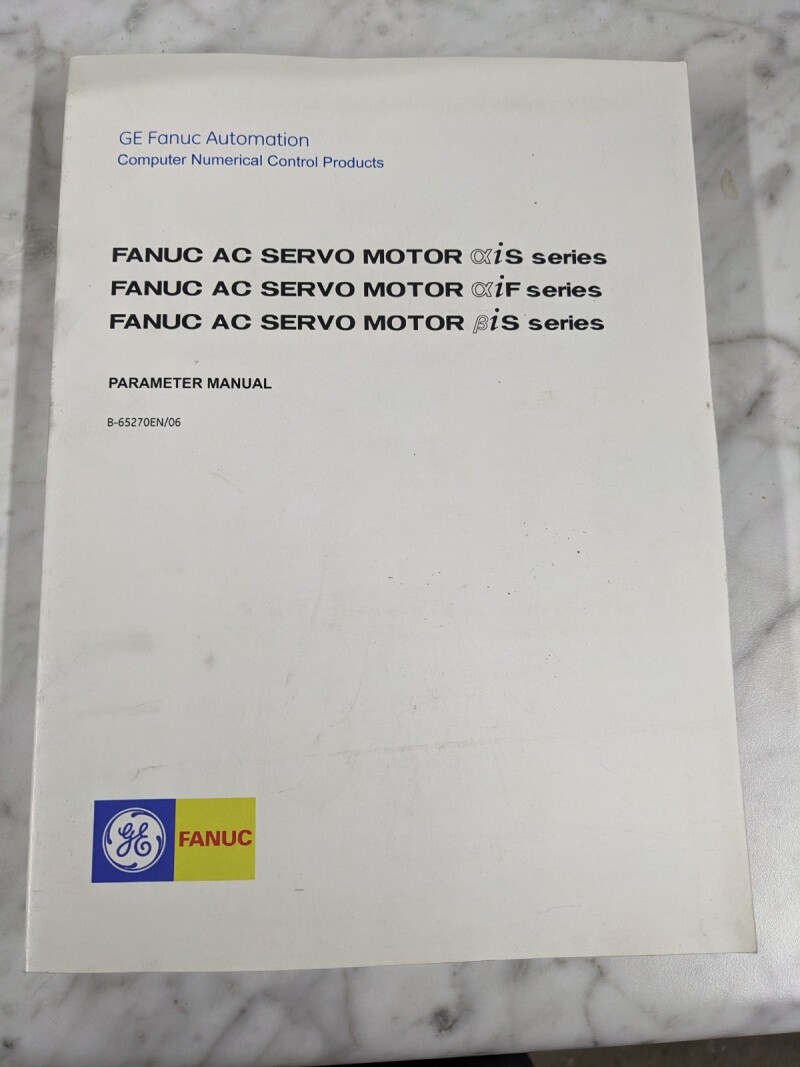 GE Fanuc Automation
Computer Numerical Control Products
FANUC AC SERVO MOTOR αiS series
FANUC AC SERVO MOTOR αiF series
FANUC AC SERVO MOTOR βiS series
PARAMETER MANUAL
B-65270EN/06
GE FANUC